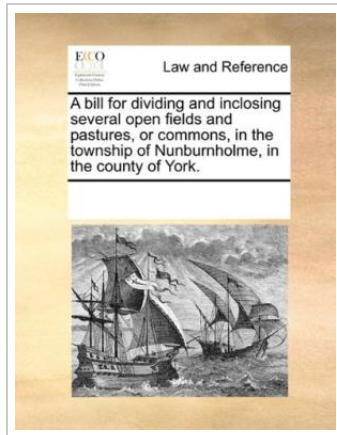 ECCO
Law and Reference
A bill for dividing and inclosing
several open fields and
pastures, or commons, in the
township of Nunburnholme, in
the county of York.